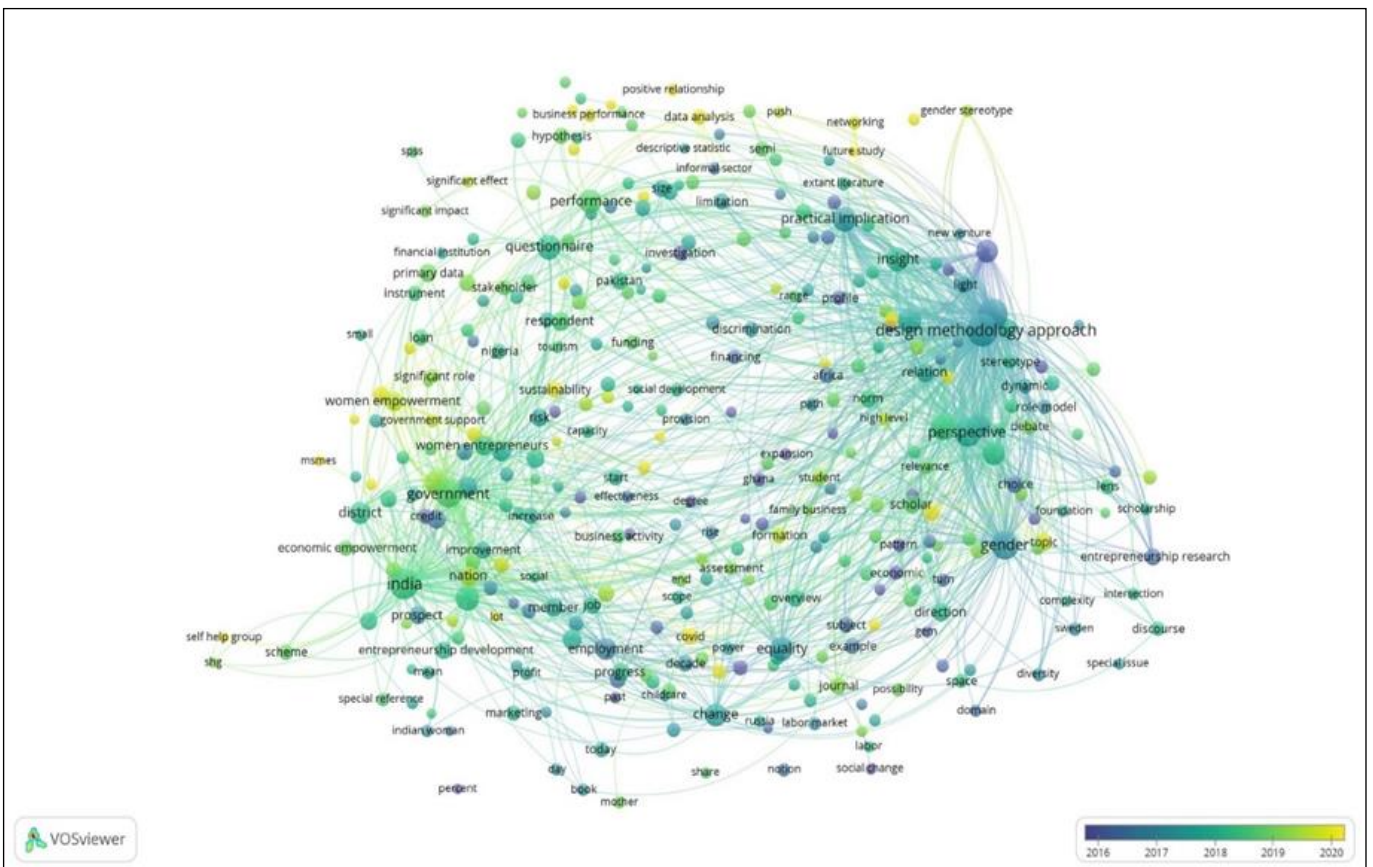 positive relationship
business performance
data analysis
push
networking
gender stereotype
hypothesis
descriptive statistic
semi
future study
spss
informal sector
significant effect
size
extant literature
performance
limitation
significant impact
practical implication
new venture
questionnaire
financial institution
investigation
insight
primary data
stakeholder
pakistan
light
instrument
range
profile
respondent
discrimination
design methodology approach
small
loan
nigeria
tourism
funding
financing
stereotype
significant role
africa
relation
dynamic
sustainability
social development
women empowerment
path
norm
role model
government support
risk
provision
high level
capacity
perspective
debate
women entrepreneurs
expansion
msmes
relevance
start
ghana
student
choice
lens
government
effectiveness
degree
scholar
district
credit
increase
family business
foundation
scholarship
business activity
rise
formation
pattern
gender
topic
economic empowerment
improvement
entrepreneurship research
india
nation
social
assessment
economic
turn
end
scope
overview
complexity
intersection
prospect
lot
member
job
direction
self help group
covid
subject
gem
sweden
discourse
shg
scheme
entrepreneurship development
employment
power
equality
example
decade
special issue
mean
profit
progress
diversity
special reference
past
childcare
journal
possibility
space
marketing
change
russia
labor market
domain
indian woman
today
labor
day
share
notion
social change
percent
book
mother
VOSviewer
2016 2017 2018 2019 2020